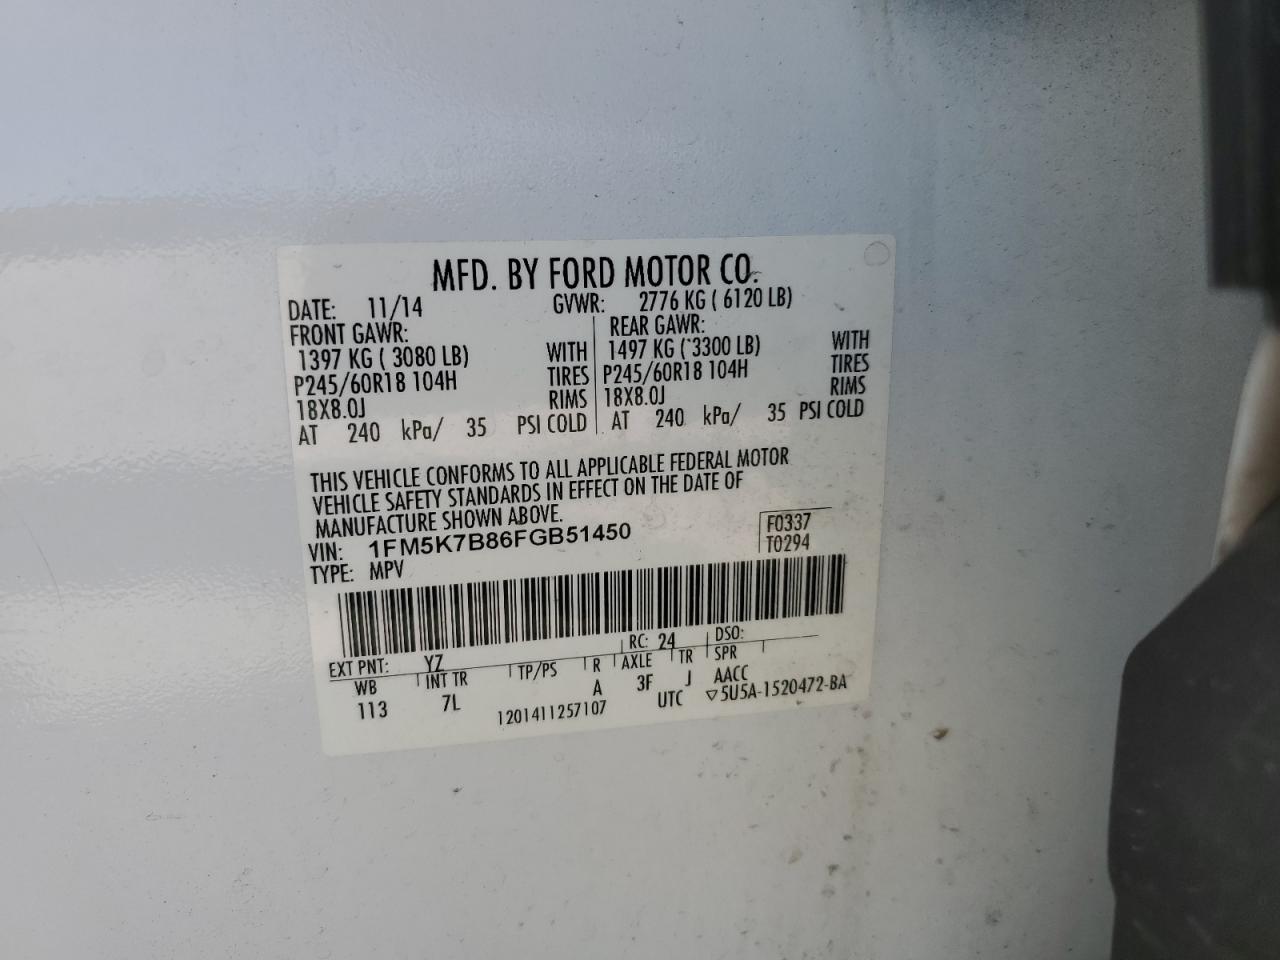 MFD. BY FORD MOTOR CO.
DATE: 11/14 GVWR: 2776 KG ( 6120 LB)
FRONT GAWR: REAR GAWR:
1397 KG ( 3080 LB) WITH 1497 KG ( 3300 LB) WITH
P245/60R18 104H TIRES P245/60R18 104H TIRES
18X8.0J RIMS 18X8.0J RIMS
AT 240 kPa/ 35 PSI COLD AT 240 kPa/ 35 PSI COLD
THIS VEHICLE CONFORMS TO ALL APPLICABLE FEDERAL MOTOR
VEHICLE SAFETY STANDARDS IN EFFECT ON THE DATE OF
MANUFACTURE SHOWN ABOVE.
VIN: 1FM5K7B86FGB51450 F0337
TYPE: MPV T0294
EXT PNT: YZ RC: 24 DSO:
WB INT TR TP/PS R AXLE TR SPR
113 7L A 3F J AACC
1201411257107 UTC ▽5U5A-1520472-BA